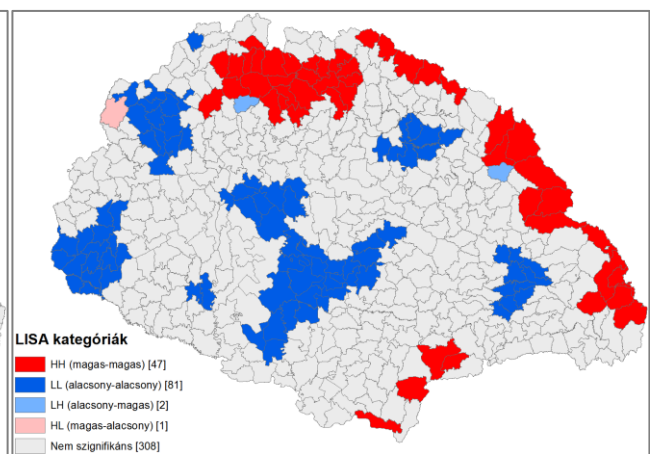 LISA kategóriák
HH (magas-magas) [47]
LL (alacsony-alacsony) [81]
LH (alacsony-magas) [2]
HL (magas-alacsony) [1]
Nem szignifikáns [308]